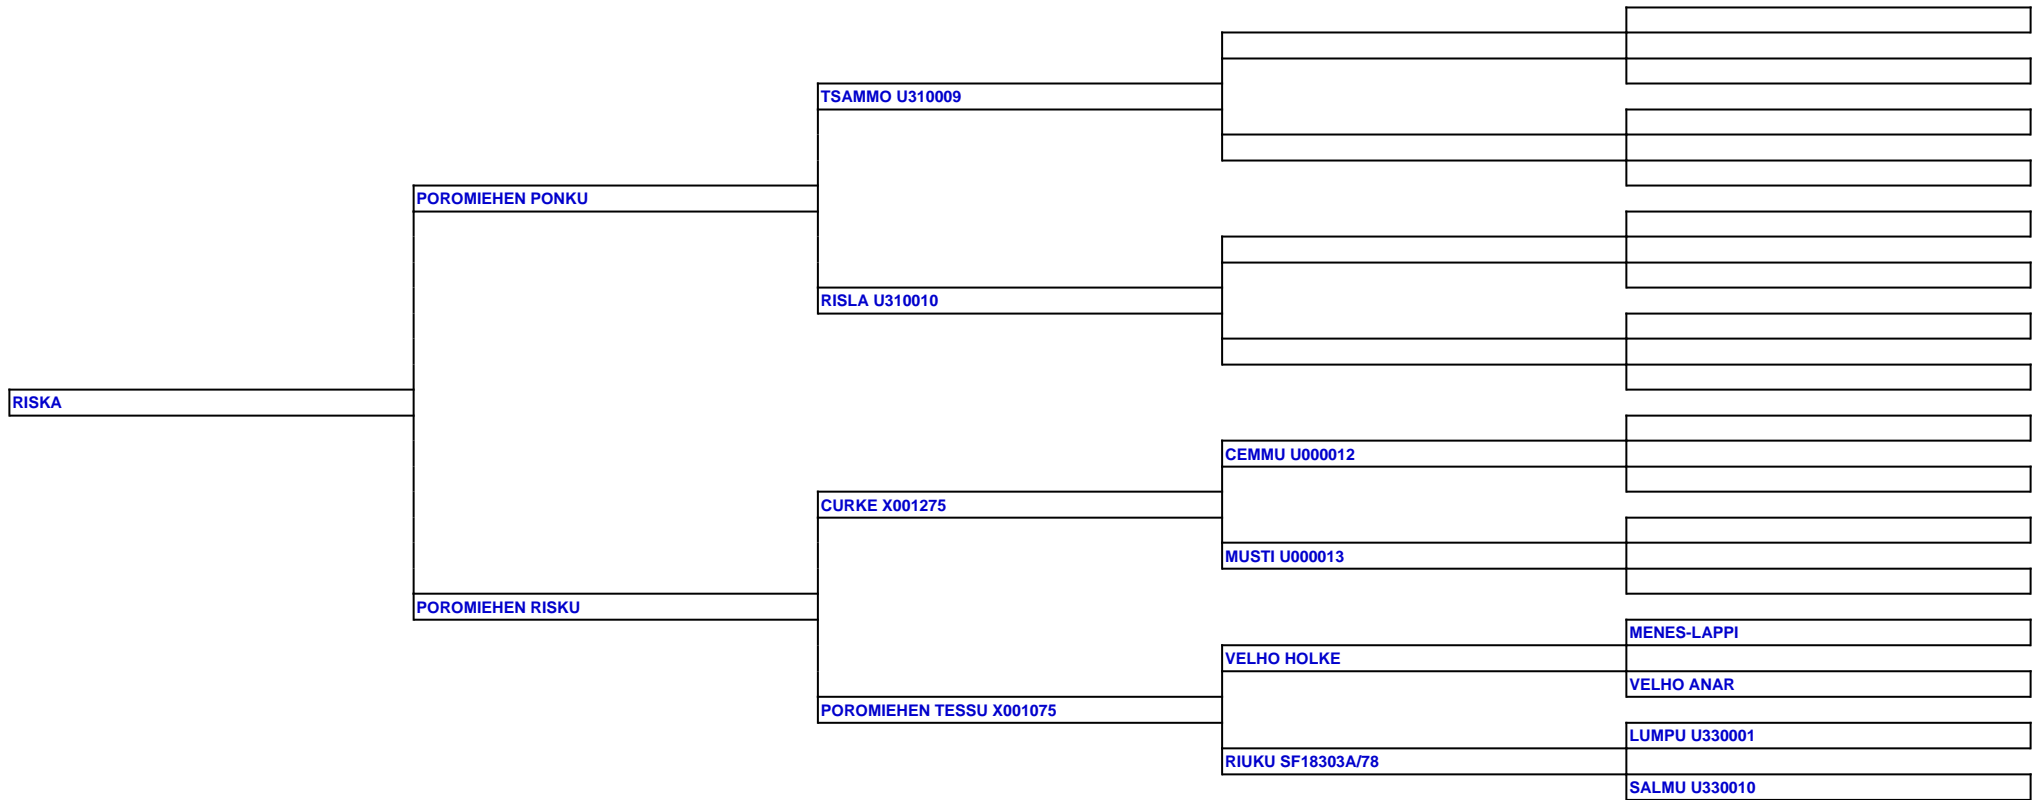 TSAMMO U310009
POROMIEHEN PONKU
RISLA U310010
RISKA
CEMMU U000012
CURKE X001275
MUSTI U000013
POROMIEHEN RISKU
MENES-LAPPI
VELHO HOLKE
VELHO ANAR
POROMIEHEN TESSU X001075
LUMPU U330001
RIUKU SF18303A/78
SALMU U330010